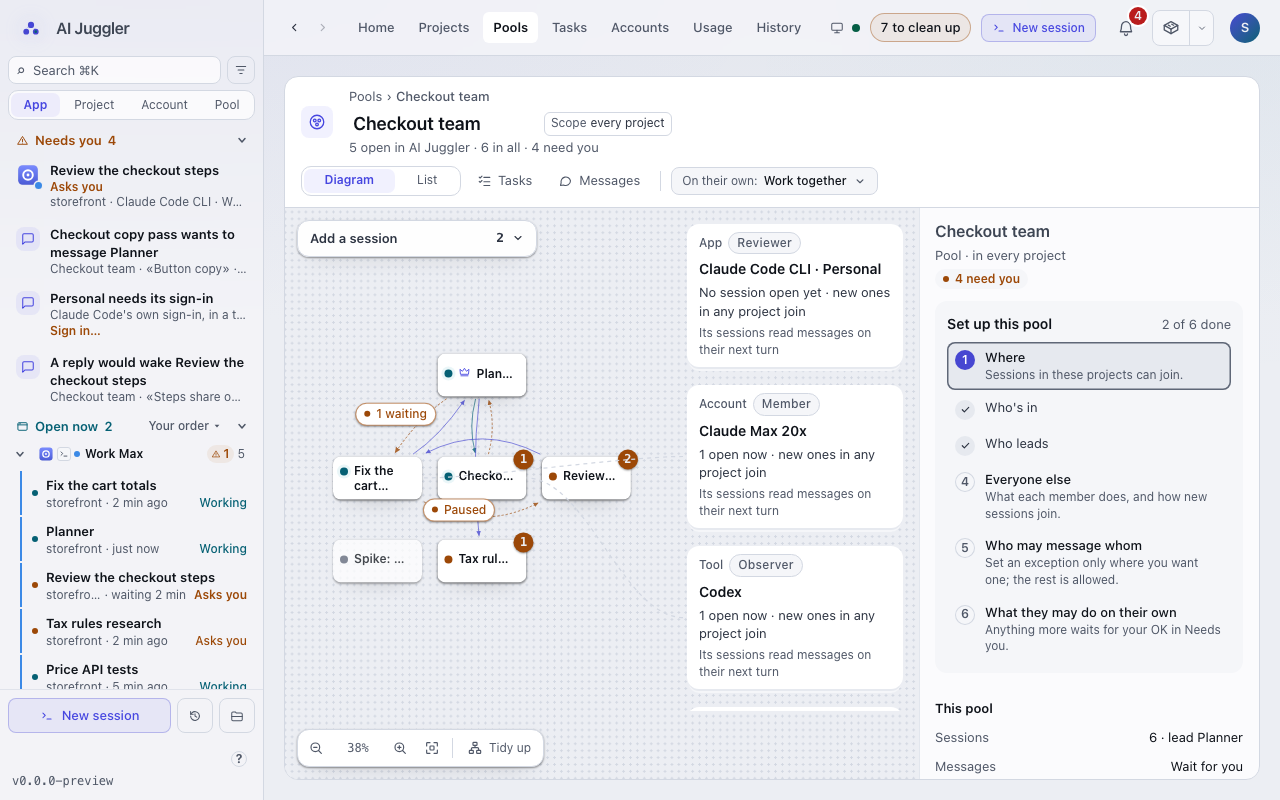 AI Juggler
Search ⌘K
App Project Account Pool
Needs you 4
Review the checkout steps
Asks you
storefront · Claude Code CLI · W...
Checkout copy pass wants to
message Planner
Checkout team · «Button copy» ·...
Personal needs its sign-in
Claude Code's own sign-in, in a t...
Sign in...
A reply would wake Review the
checkout steps
Checkout team · «Steps share o...
Open now 2 Your order
Work Max 1 5
Fix the cart totals
storefront · 2 min ago Working
Planner
storefront · just now Working
Review the checkout steps
storefro... · waiting 2 min Asks you
Tax rules research
storefront · 2 min ago Asks you
Price API tests
storefront · 5 min ago Working
New session
?
v0.0.0-preview
Home Projects Pools Tasks Accounts Usage History
7 to clean up
New session
4
S
Pools › Checkout team
Checkout team
Scope every project
5 open in AI Juggler · 6 in all · 4 need you
Diagram List Tasks Messages
On their own: Work together
Add a session 2
Plan...
1 waiting
Fix the
cart...
Checko...
1
Review...
2
Paused
Spike: ...
Tax rul...
1
38%
Tidy up
App Reviewer
Claude Code CLI · Personal
No session open yet · new ones
in any project join
Its sessions read messages on
their next turn
Account Member
Claude Max 20x
1 open now · new ones in any
project join
Its sessions read messages on
their next turn
Tool Observer
Codex
1 open now · new ones in any
project join
Its sessions read messages on
their next turn
Checkout team
Pool · in every project
4 need you
Set up this pool 2 of 6 done
1 Where
Sessions in these projects can join.
Who's in
Who leads
4 Everyone else
What each member does, and how new
sessions join.
5 Who may message whom
Set an exception only where you want
one; the rest is allowed.
6 What they may do on their own
Anything more waits for your OK in Needs
you.
This pool
Sessions 6 · lead Planner
Messages Wait for you